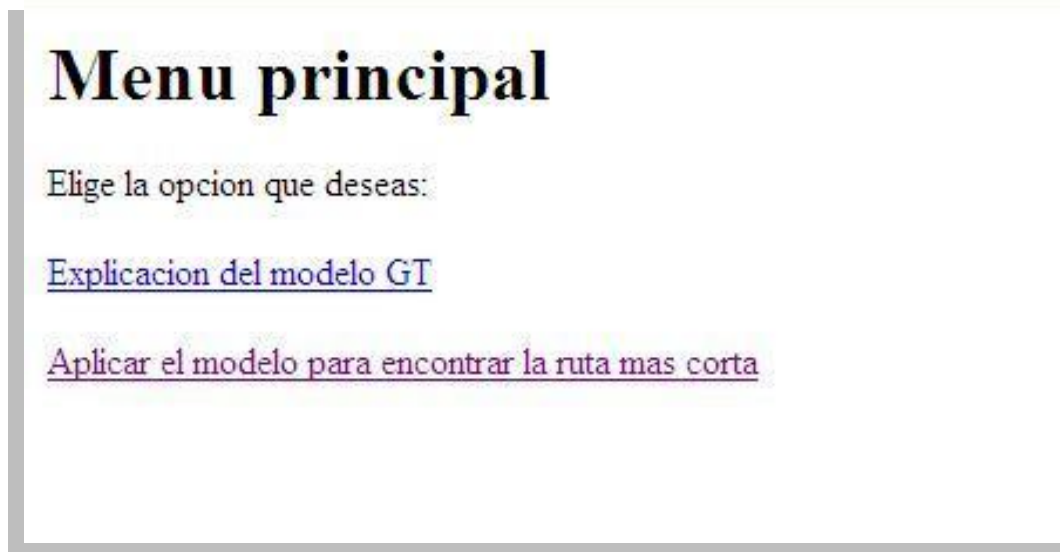 Menu principal
Elige la opcion que deseas:
Explicacion del modelo GT
Aplicar el modelo para encontrar la ruta mas corta